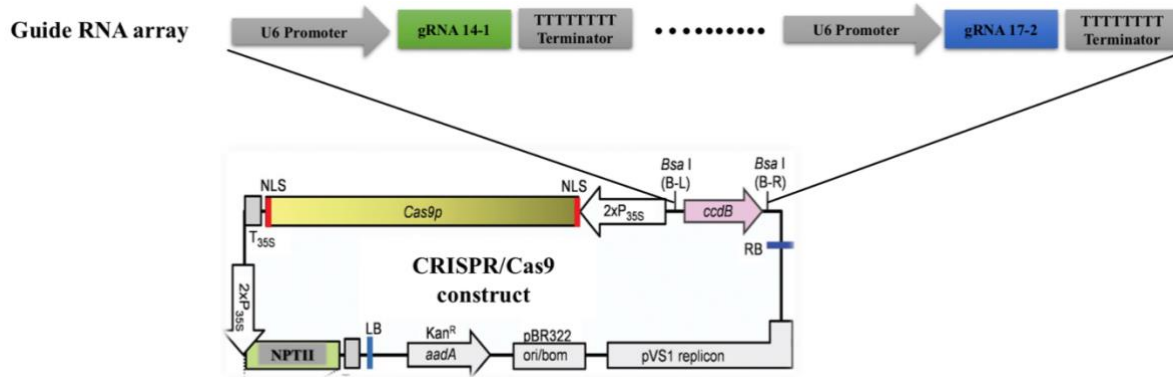 Guide RNA array
U6 Promoter
gRNA 14-1
TTTTTTTT
Terminator
U6 Promoter
gRNA 17-2
TTTTTTTT
Terminator
Bsa I
(B-L)
Bsa I
(B-R)
NLS
NLS
Cas9p
2xP35S
ccdB
T35S
RB
2xP35S
CRISPR/Cas9
construct
NPTII
LB
KanR
aadA
pBR322
ori/bom
pVS1 replicon